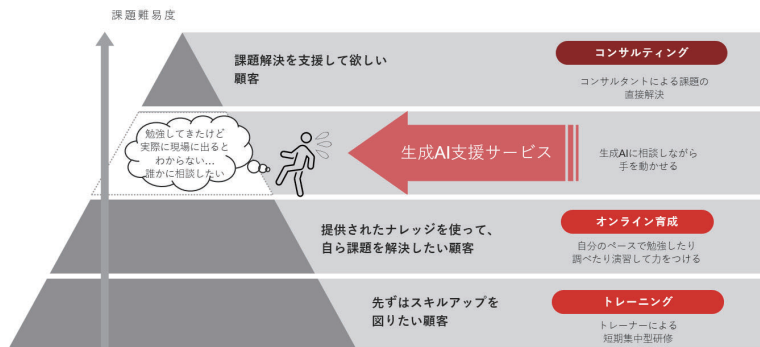 課題難易度
課題解決を支援して欲しい
顧客
コンサルティング
コンサルタントによる課題の
直接解決
勉強してきたけど
実際に現場に出ると
わからない…
誰かに相談したい
生成AI支援サービス
生成AIに相談しながら
手を動かせる
提供されたナレッジを使って、
自ら課題を解決したい顧客
オンライン育成
自分のペースで勉強したり
調べたり演習して力をつける
先ずはスキルアップを
図りたい顧客
トレーニング
トレーナーによる
短期集中型研修